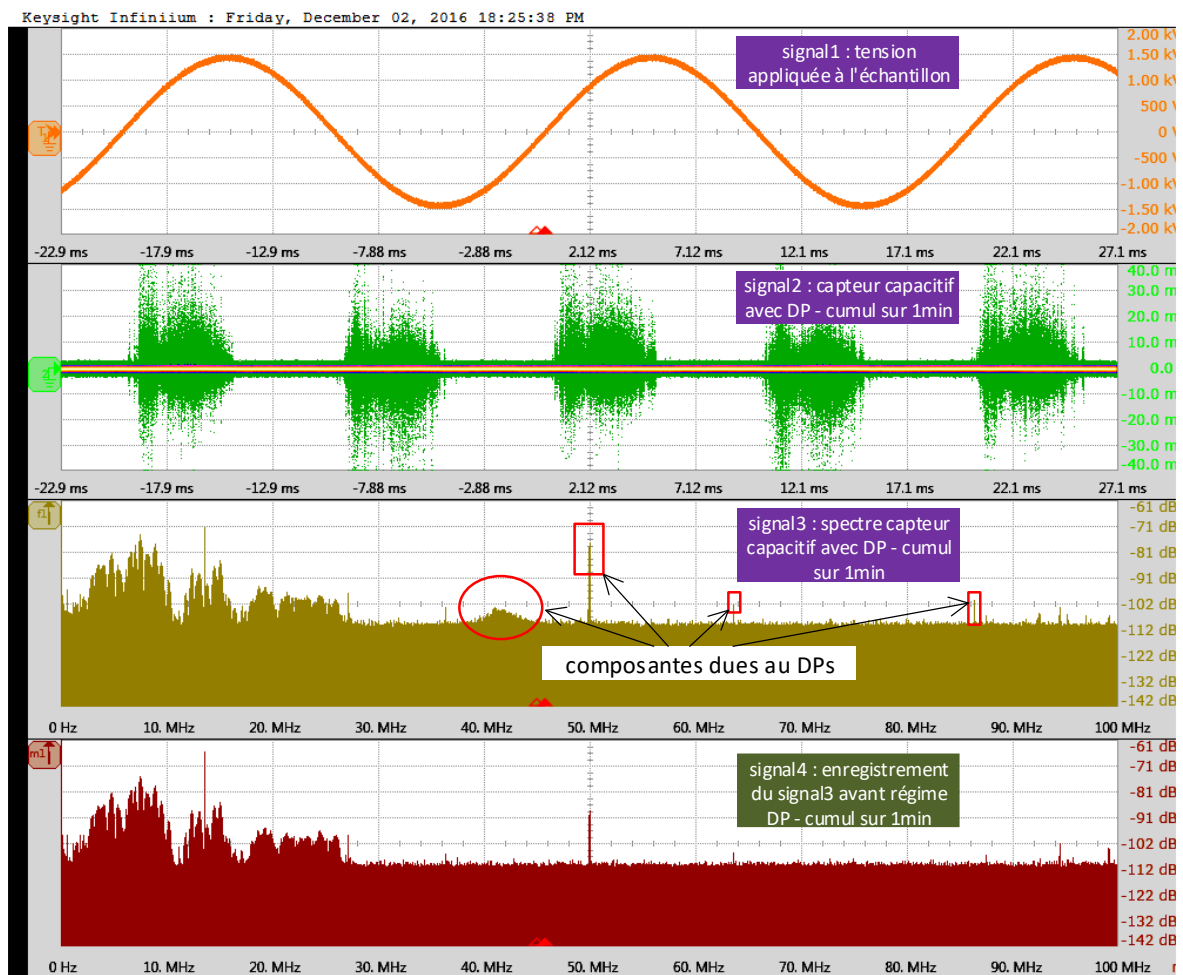 Keysight Infiniium : Friday, December 02, 2016 18:25:38 PM
signal1 : tension
appliquée à l'échantillon
2.00 kV
1.50 kV
1.00 kV
500 V
0 V
-500 V
-1.00 kV
-1.50 kV
-2.00 kV
-22.9 ms -17.9 ms -12.9 ms -7.88 ms -2.88 ms 2.12 ms 7.12 ms 12.1 ms 17.1 ms 22.1 ms 27.1 ms
signal2 : capteur capacitif
avec DP - cumul sur 1min
40.0 m
30.0 m
20.0 m
10.0 m
0.0
-10.0 m
-20.0 m
-30.0 m
-40.0 m
2
-22.9 ms -17.9 ms -12.9 ms -7.88 ms -2.88 ms 2.12 ms 7.12 ms 12.1 ms 17.1 ms 22.1 ms 27.1 ms
f1
signal3 : spectre capteur
capacitif avec DP - cumul
sur 1min
composantes dues au DPs
-61 dB
-71 dB
-81 dB
-91 dB
-102 dB
-112 dB
-122 dB
-132 dB
-142 dB
0 Hz 10. MHz 20. MHz 30. MHz 40. MHz 50. MHz 60. MHz 70. MHz 80. MHz 90. MHz 100 MHz
m1
signal4 : enregistrement
du signal3 avant régime
DP - cumul sur 1min
-61 dB
-71 dB
-81 dB
-91 dB
-102 dB
-112 dB
-122 dB
-132 dB
-142 dB
0 Hz 10. MHz 20. MHz 30. MHz 40. MHz 50. MHz 60. MHz 70. MHz 80. MHz 90. MHz 100 MHz